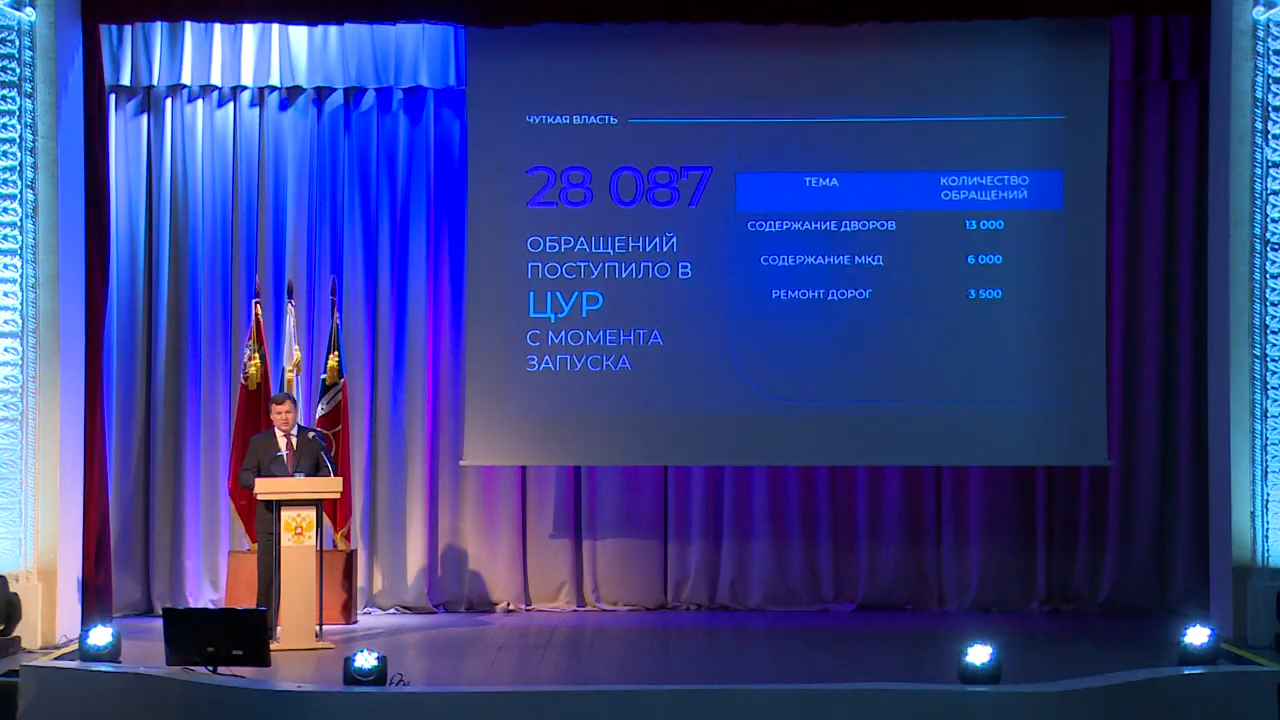 ЧУТКАЯ ВЛАСТЬ
28 087
ОБРАЩЕНИЙ
ПОСТУПИЛО В
ЦУР
С МОМЕНТА
ЗАПУСКА
ТЕМА
КОЛИЧЕСТВО
ОБРАЩЕНИЙ
СОДЕРЖАНИЕ ДВОРОВ 13 000
СОДЕРЖАНИЕ МКД 6 000
РЕМОНТ ДОРОГ 3 500